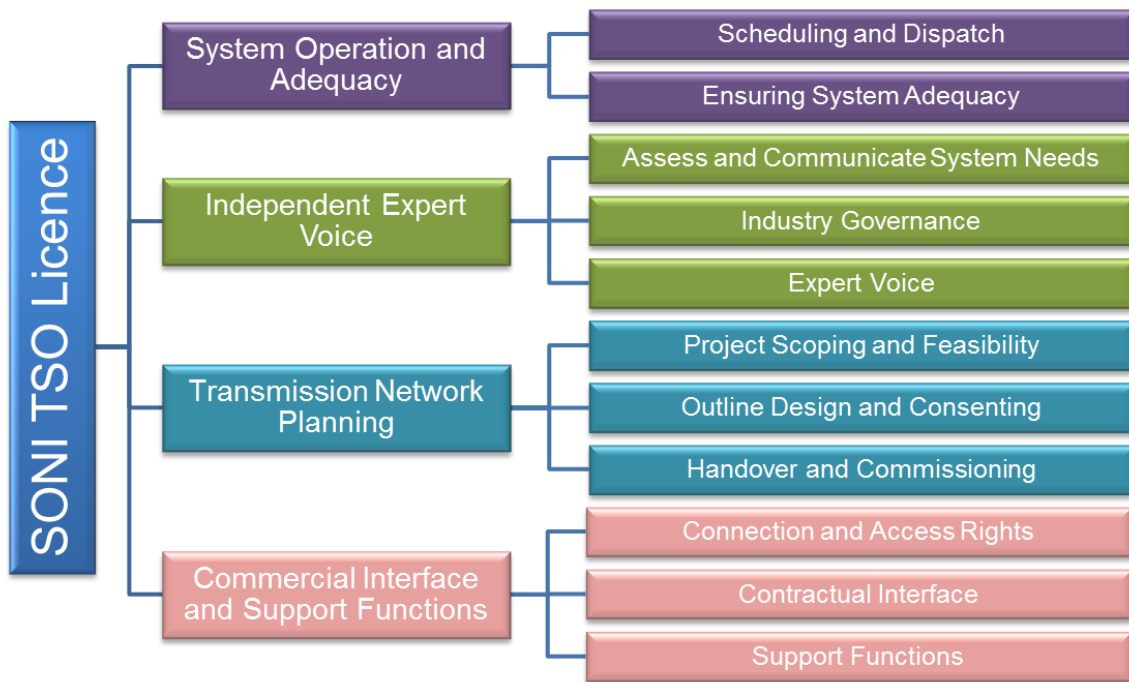 SONI TSO Licence
System Operation and
Adequacy
Scheduling and Dispatch
Ensuring System Adequacy
Independent Expert
Voice
Assess and Communicate System Needs
Industry Governance
Expert Voice
Transmission Network
Planning
Project Scoping and Feasibility
Outline Design and Consenting
Handover and Commissioning
Commercial Interface
and Support Functions
Connection and Access Rights
Contractual Interface
Support Functions